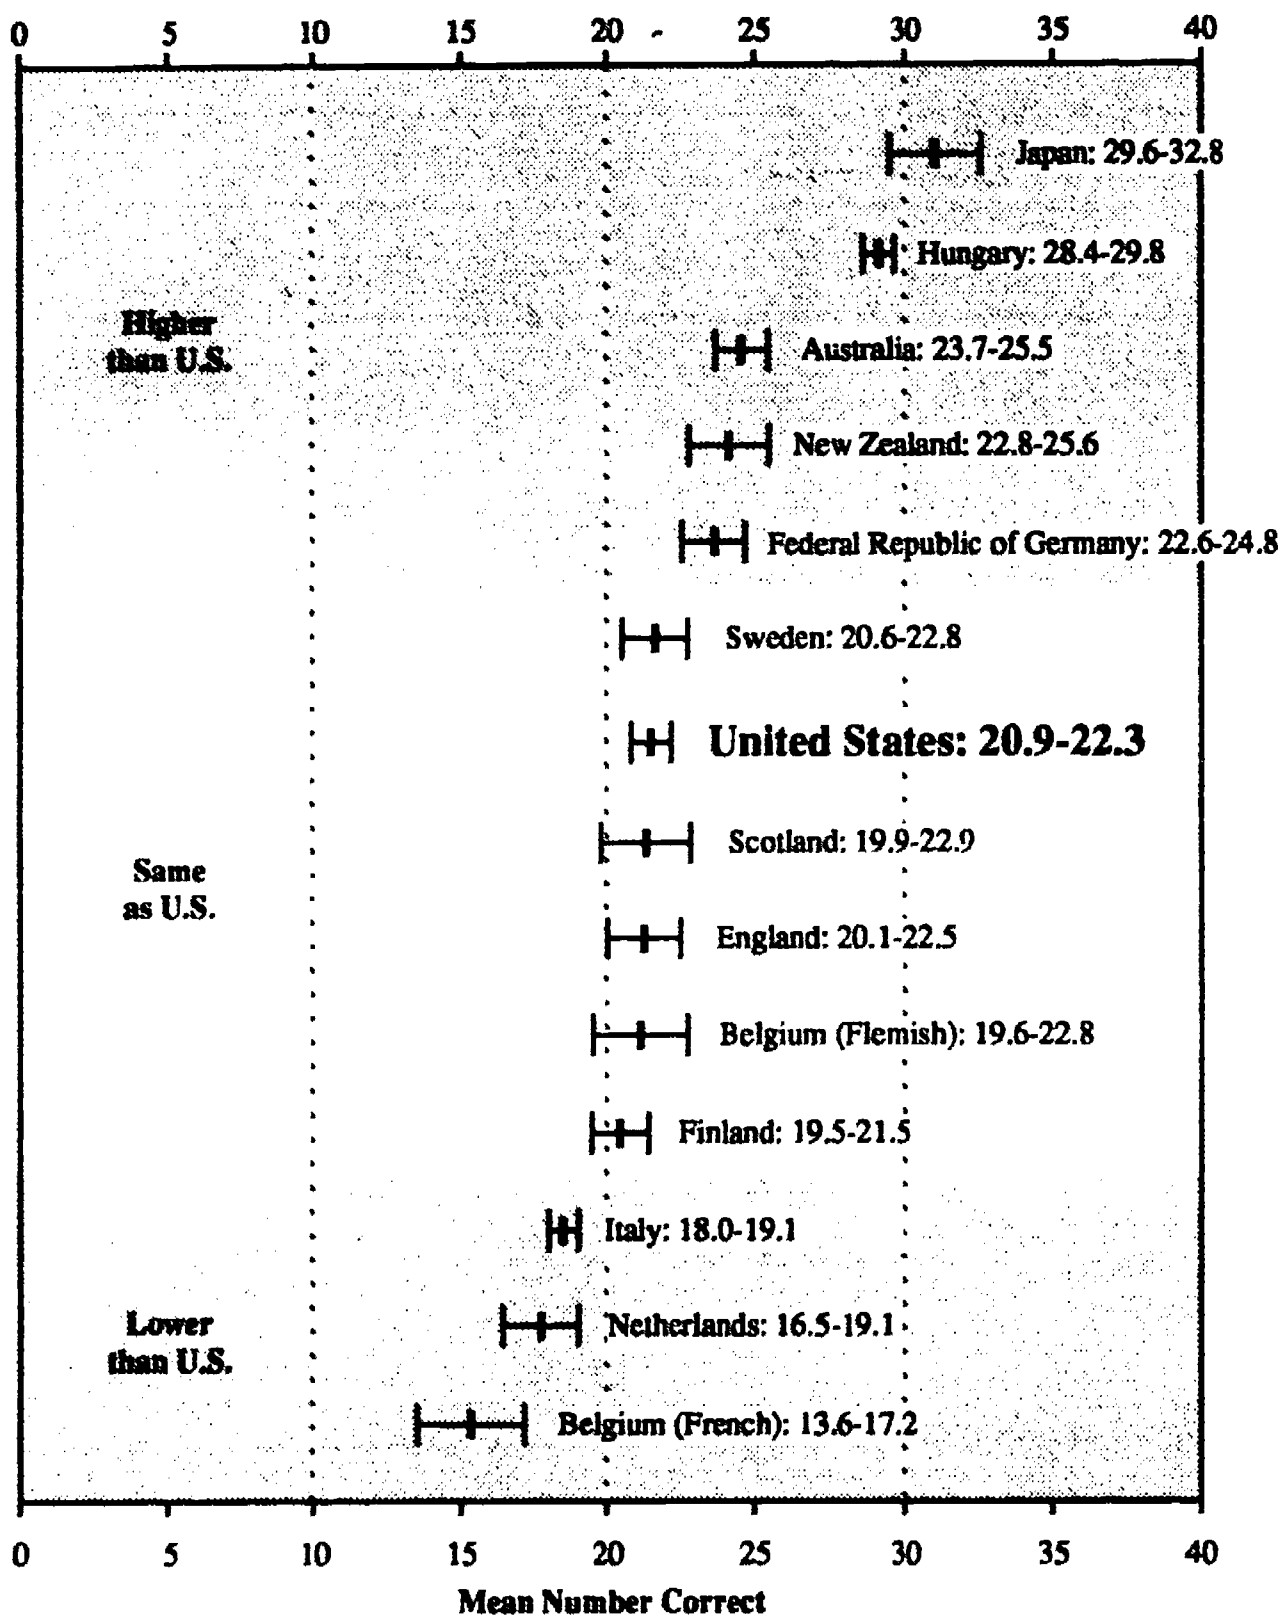 0 5 10 15 20 25 30 35 40
Japan: 29.6-32.8
Hungary: 28.4-29.8
Higher
than U.S.
Australia: 23.7-25.5
New Zealand: 22.8-25.6
Federal Republic of Germany: 22.6-24.8
Sweden: 20.6-22.8
United States: 20.9-22.3
Scotland: 19.9-22.9
Same
as U.S.
England: 20.1-22.5
Belgium (Flemish): 19.6-22.8
Finland: 19.5-21.5
Italy: 18.0-19.1
Lower
than U.S.
Netherlands: 16.5-19.1
Belgium (French): 13.6-17.2
0 5 10 15 20 25 30 35 40
Mean Number Correct